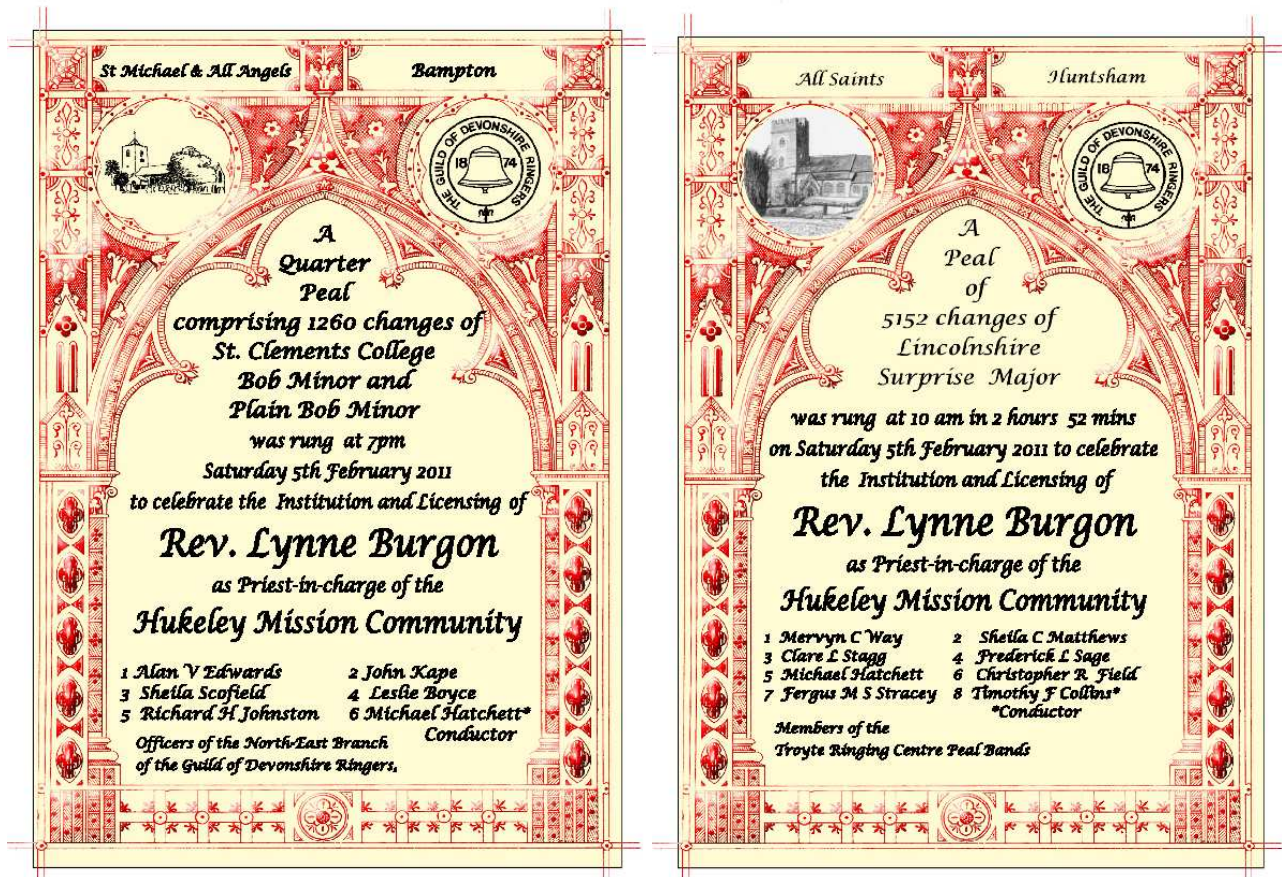 St Michael & All Angels Bampton
THE GUILD OF DEVONSHIRE RINGERS
18 74
A
Quarter
Peal
comprising 1260 changes of
St. Clements College
Bob Minor and
Plain Bob Minor
was rung at 7pm
Saturday 5th February 2011
to celebrate the Institution and Licensing of
Rev. Lynne Burgon
as Priest-in-charge of the
Hukeley Mission Community
1 Alan V Edwards 2 John Kape
3 Sheila Scofield 4 Leslie Boyce
5 Richard H Johnston 6 Michael Hatchett*
Conductor
Officers of the North-East Branch
of the Guild of Devonshire Ringers.
All Saints Huntsham
THE GUILD OF DEVONSHIRE RINGERS
18 74
A
Peal
of
5152 changes of
Lincolnshire
Surprise Major
was rung at 10 am in 2 hours 52 mins
on Saturday 5th February 2011 to celebrate
the Institution and Licensing of
Rev. Lynne Burgon
as Priest-in-charge of the
Hukeley Mission Community
1 Mervyn C Way 2 Sheila C Matthews
3 Clare L Stagg 4 Frederick L Sage
5 Michael Hatchett 6 Christopher R Field
7 Fergus M S Stracey 8 Timothy F Collins*
*Conductor
Members of the
Troyte Ringing Centre Peal Bands